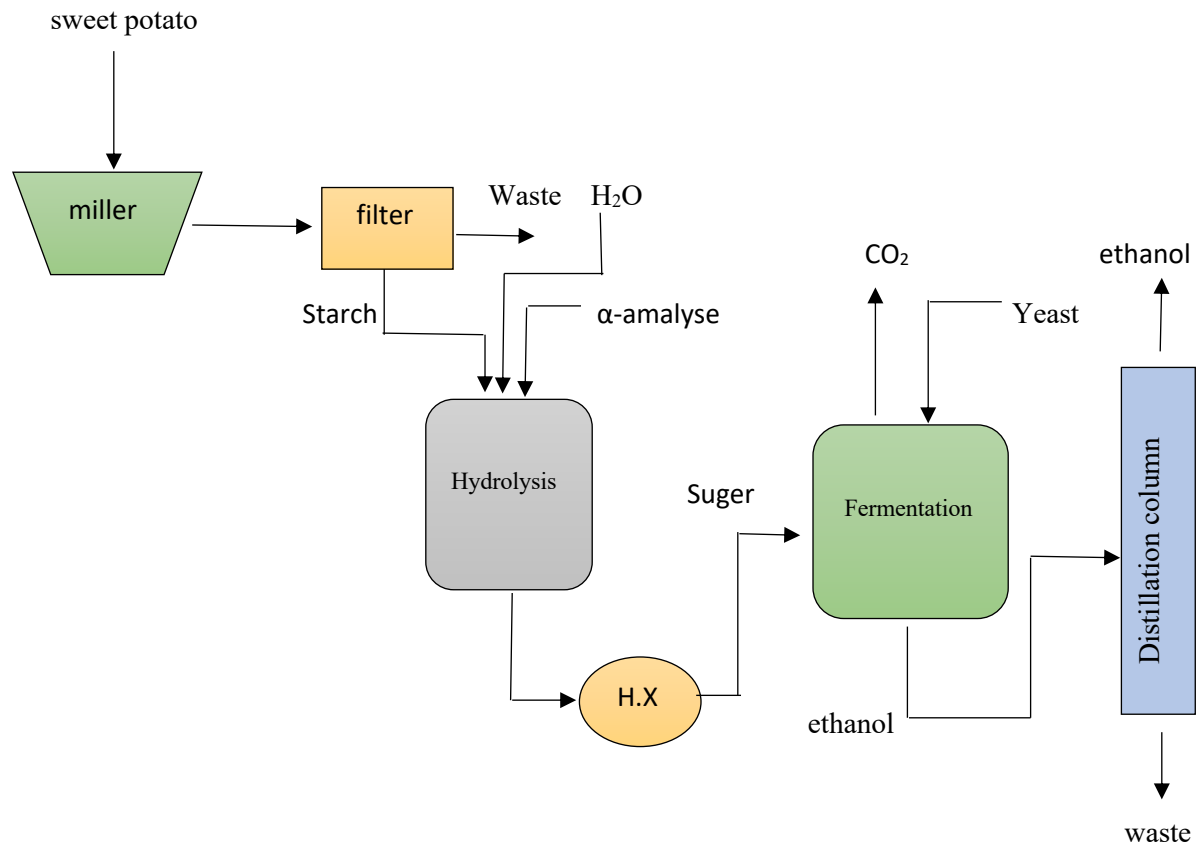 sweet potato
miller
filter
Waste
H₂O
Starch
α-amalyse
CO₂
ethanol
Yeast
Hydrolysis
Suger
Fermentation
Distillation column
H.X
ethanol
waste